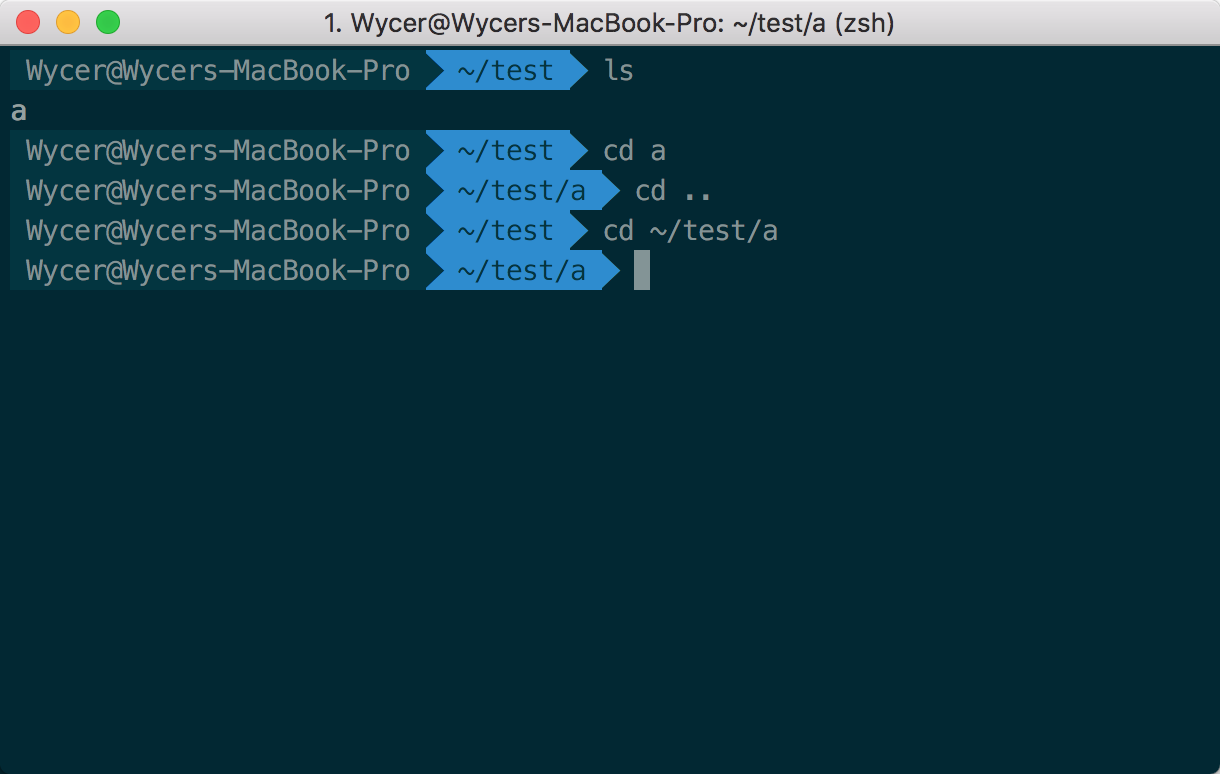 1. Wycer@Wycers-MacBook-Pro: ~/test/a (zsh)
Wycer@Wycers-MacBook-Pro ~/test ls
a
Wycer@Wycers-MacBook-Pro ~/test cd a
Wycer@Wycers-MacBook-Pro ~/test/a cd ..
Wycer@Wycers-MacBook-Pro ~/test cd ~/test/a
Wycer@Wycers-MacBook-Pro ~/test/a